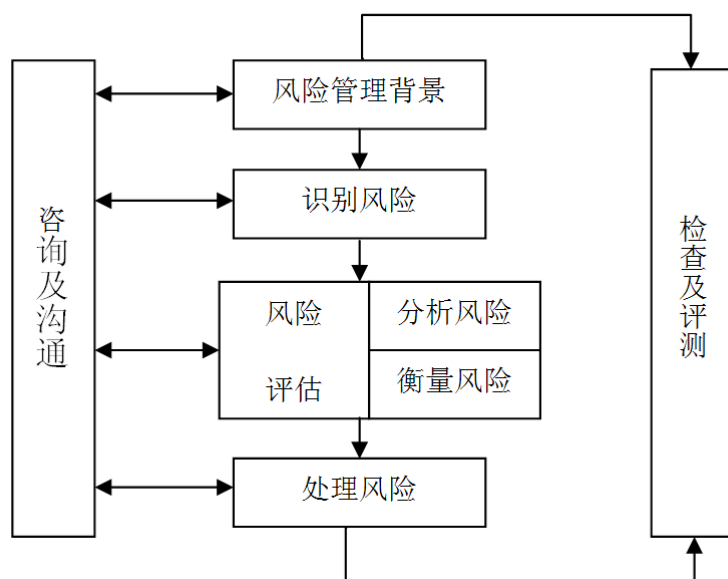 风险管理背景
识别风险
咨询及沟通
风险
评估
分析风险
衡量风险
处理风险
检查及评测